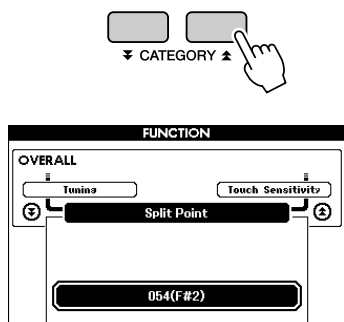 CATEGORY
FUNCTION
OVERALL
Tuning
Touch Sensitivity
Split Point
054(F#2)